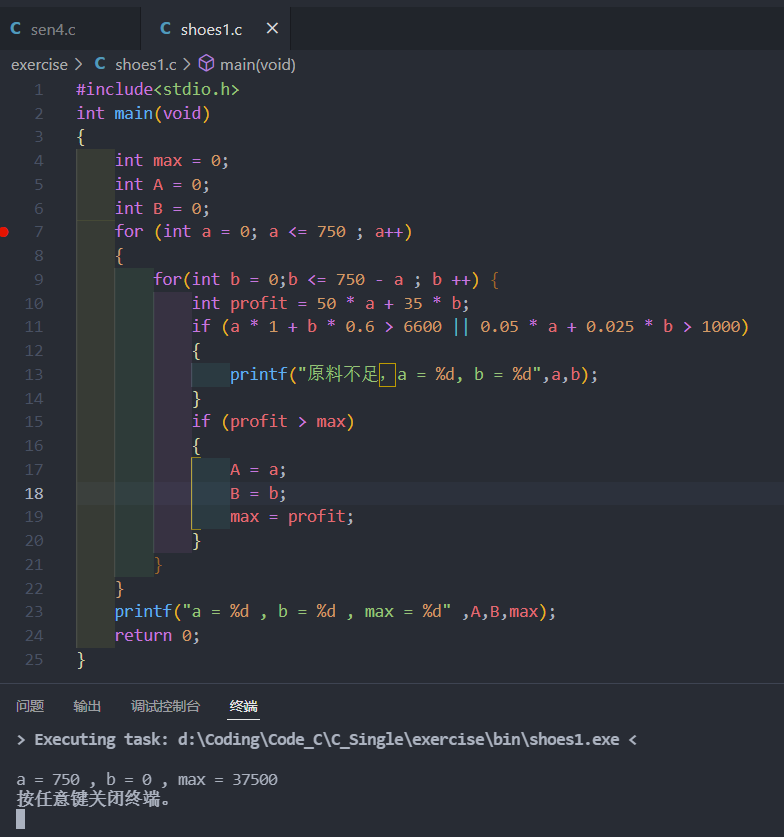 C sen4.c C shoes1.c ×
exercise > C shoes1.c > main(void)
1 #include<stdio.h>
2 int main(void)
3 {
4 int max = 0;
5 int A = 0;
6 int B = 0;
7 for (int a = 0; a <= 750 ; a++)
8 {
9 for(int b = 0;b <= 750 - a ; b ++) {
10 int profit = 50 * a + 35 * b;
11 if (a * 1 + b * 0.6 > 6600 || 0.05 * a + 0.025 * b > 1000)
12 {
13 printf("原料不足，a = %d, b = %d",a,b);
14 }
15 if (profit > max)
16 {
17 A = a;
18 B = b;
19 max = profit;
20 }
21 }
22 }
23 printf("a = %d , b = %d , max = %d" ,A,B,max);
24 return 0;
25 }
问题 输出 调试控制台 终端
> Executing task: d:\Coding\Code_C\C_Single\exercise\bin\shoes1.exe <
a = 750 , b = 0 , max = 37500
按任意键关闭终端。